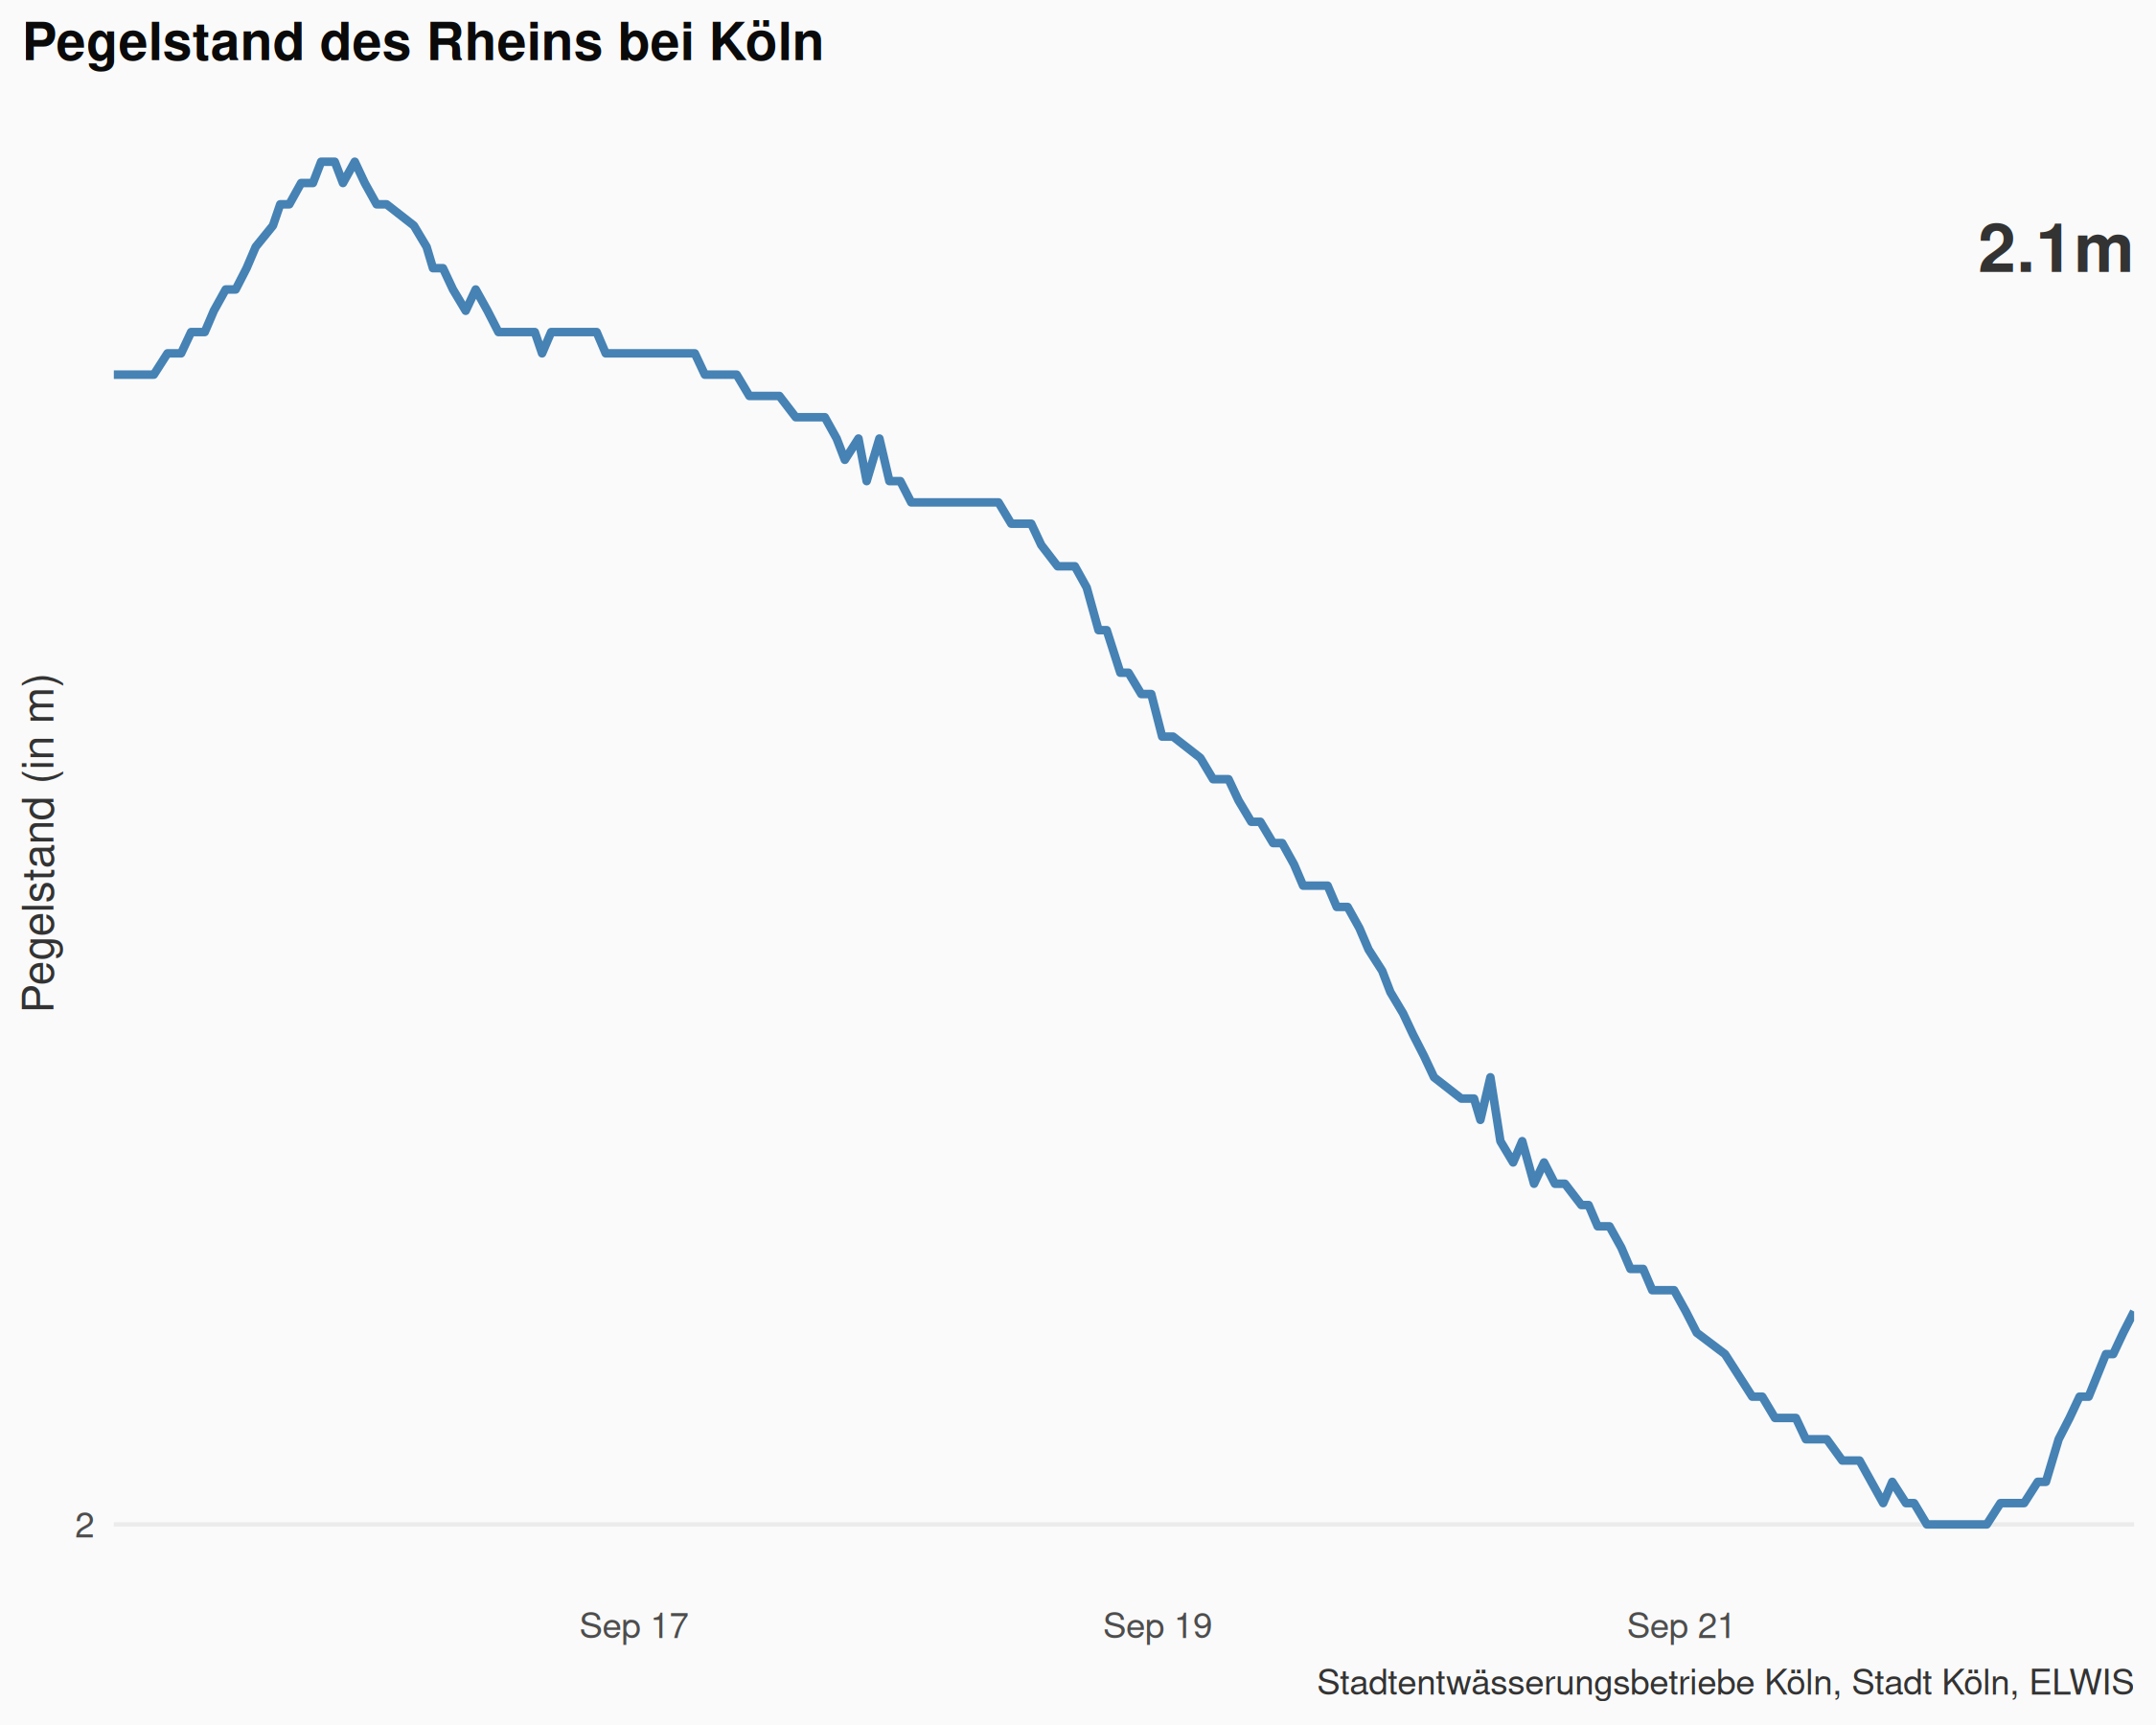 Pegelstand des Rheins bei Köln
2.1m
Pegelstand (in m)
2
Sep 17
Sep 19
Sep 21
Stadtentwässerungsbetriebe Köln, Stadt Köln, ELWIS